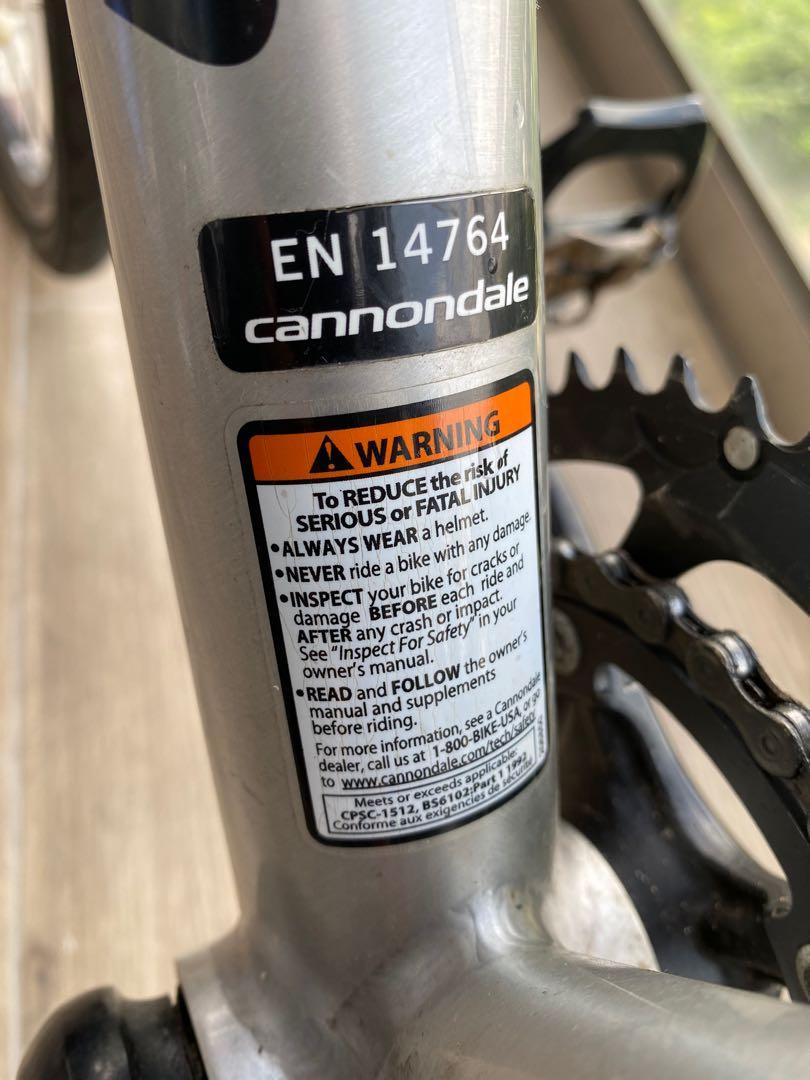 EN 14764
cannondale
WARNING
To REDUCE the risk of
SERIOUS or FATAL INJURY
•ALWAYS WEAR a helmet.
•NEVER ride a bike with any damage.
•INSPECT your bike for cracks or
damage BEFORE each ride and
AFTER any crash or impact.
See "Inspect For Safety" in your
owner's manual.
•READ and FOLLOW the owner's
manual and supplements
before riding.
For more information, see a Cannondale
dealer, call us at 1-800-BIKE-USA, or go
to www.cannondale.com/tech/safety
Meets or exceeds applicable:
CPSC-1512, BS6102:Part 1 1992
Conforme aux exigencies de sécurité